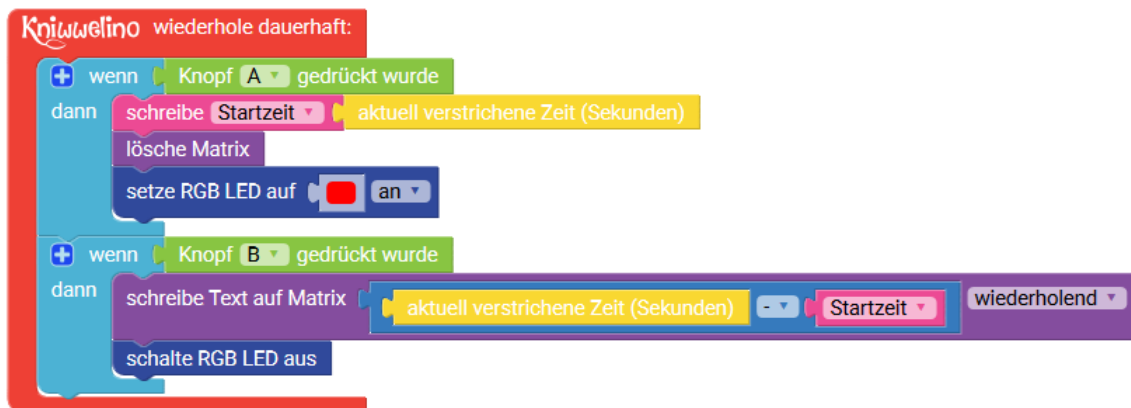 Kniwwelino wiederhole dauerhaft:
wenn Knopf A gedrückt wurde
dann schreibe Startzeit aktuell verstrichene Zeit (Sekunden)
lösche Matrix
setze RGB LED auf an
wenn Knopf B gedrückt wurde
dann schreibe Text auf Matrix aktuell verstrichene Zeit (Sekunden) - Startzeit wiederholend
schalte RGB LED aus